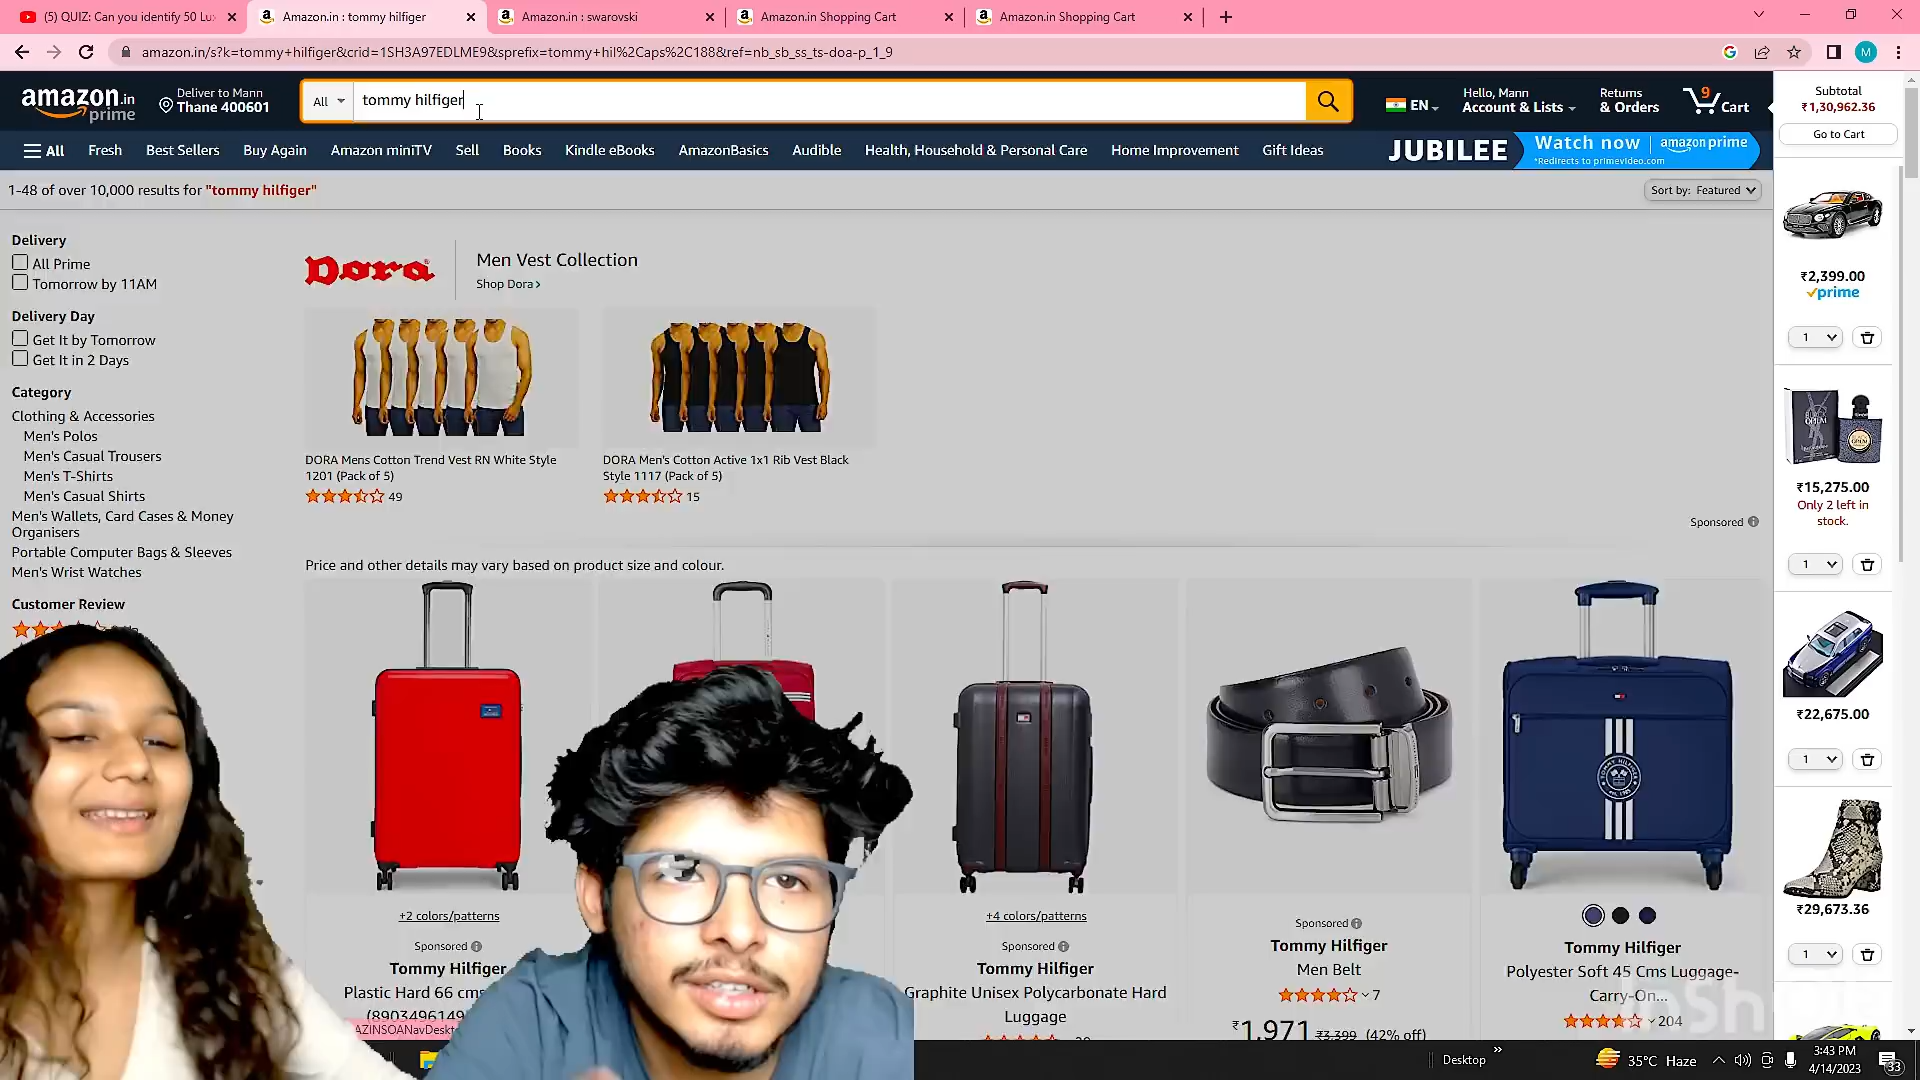 (5) QUIZ: Can you identify 50 Lu
Amazon.in : tommy hilfiger
Amazon.in : swarovski
Amazon.in Shopping Cart
Amazon.in Shopping Cart
amazon.in/s?k=tommy+hilfiger&crid=1SH3A97EDLME9&sprefix=tommy+hil%2Caps%2C188&ref=nb_sb_ss_ts-doa-p_1_9
M
amazon.in
prime
Deliver to Mann
Thane 400601
All
tommy hilfiger
EN
Hello, Mann
Account & Lists
Returns
& Orders
9
Cart
Subtotal
₹1,30,962.36
Go to Cart
All
Fresh
Best Sellers
Buy Again
Amazon miniTV
Sell
Books
Kindle eBooks
AmazonBasics
Audible
Health, Household & Personal Care
Home Improvement
Gift Ideas
JUBILEE
Watch now
*Redirects to primevideo.com
amazon prime
1-48 of over 10,000 results for "tommy hilfiger"
Sort by: Featured
Delivery
All Prime
Tomorrow by 11AM
Delivery Day
Get It by Tomorrow
Get It in 2 Days
Category
Clothing & Accessories
Men's Polos
Men's Casual Trousers
Men's T-Shirts
Men's Casual Shirts
Men's Wallets, Card Cases & Money
Organisers
Portable Computer Bags & Sleeves
Men's Wrist Watches
Customer Review
Dora
Men Vest Collection
Shop Dora ›
DORA Mens Cotton Trend Vest RN White Style
1201 (Pack of 5)
49
DORA Men's Cotton Active 1x1 Rib Vest Black
Style 1117 (Pack of 5)
15
Sponsored
Price and other details may vary based on product size and colour.
+2 colors/patterns
Sponsored
Tommy Hilfiger
Plastic Hard 66 cms
(8903496149
+4 colors/patterns
Sponsored
Tommy Hilfiger
Graphite Unisex Polycarbonate Hard
Luggage
Sponsored
Tommy Hilfiger
Men Belt
7
₹1,971 ₹3,399 (42% off)
TOMMY HILFIGER
Tommy Hilfiger
Polyester Soft 45 Cms Luggage-
Carry-On...
204
₹2,399.00
prime
1
BLACK
OPIUM
₹15,275.00
Only 2 left in
stock.
1
₹22,675.00
1
₹29,673.36
1
AZINSOANavDeskt
InSh
Desktop
35°C Haze
3:43 PM
4/14/2023
33